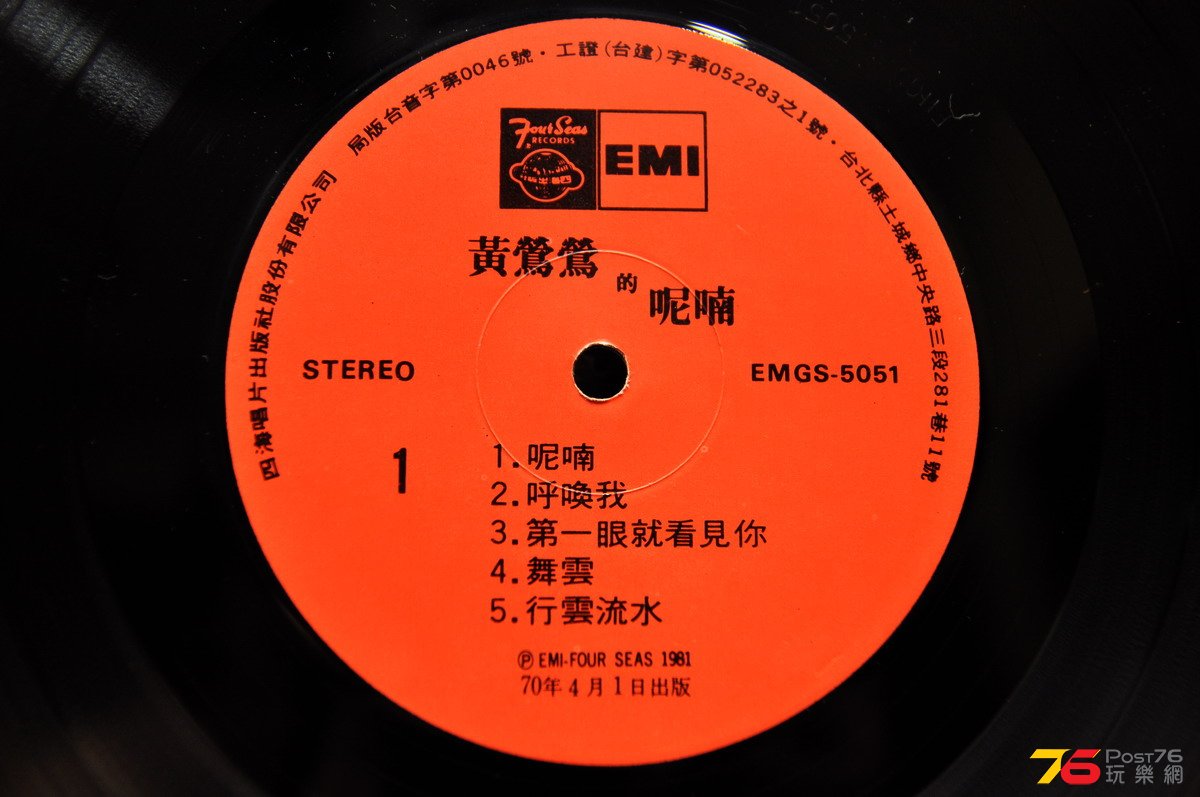 四海唱片出版社股份有限公司 局版台音字第0046號・工證(台建)字第052283之1號・台北縣土城鄉中央路三段281巷11號
Four Seas
RECORDS
EMI
黃鶯鶯
的
呢喃
STEREO
EMGS-5051
1
1.呢喃
2.呼喚我
3.第一眼就看見你
4.舞雲
5.行雲流水
Ⓟ EMI-FOUR SEAS 1981
70年4月1日出版
76 POST76
玩樂網